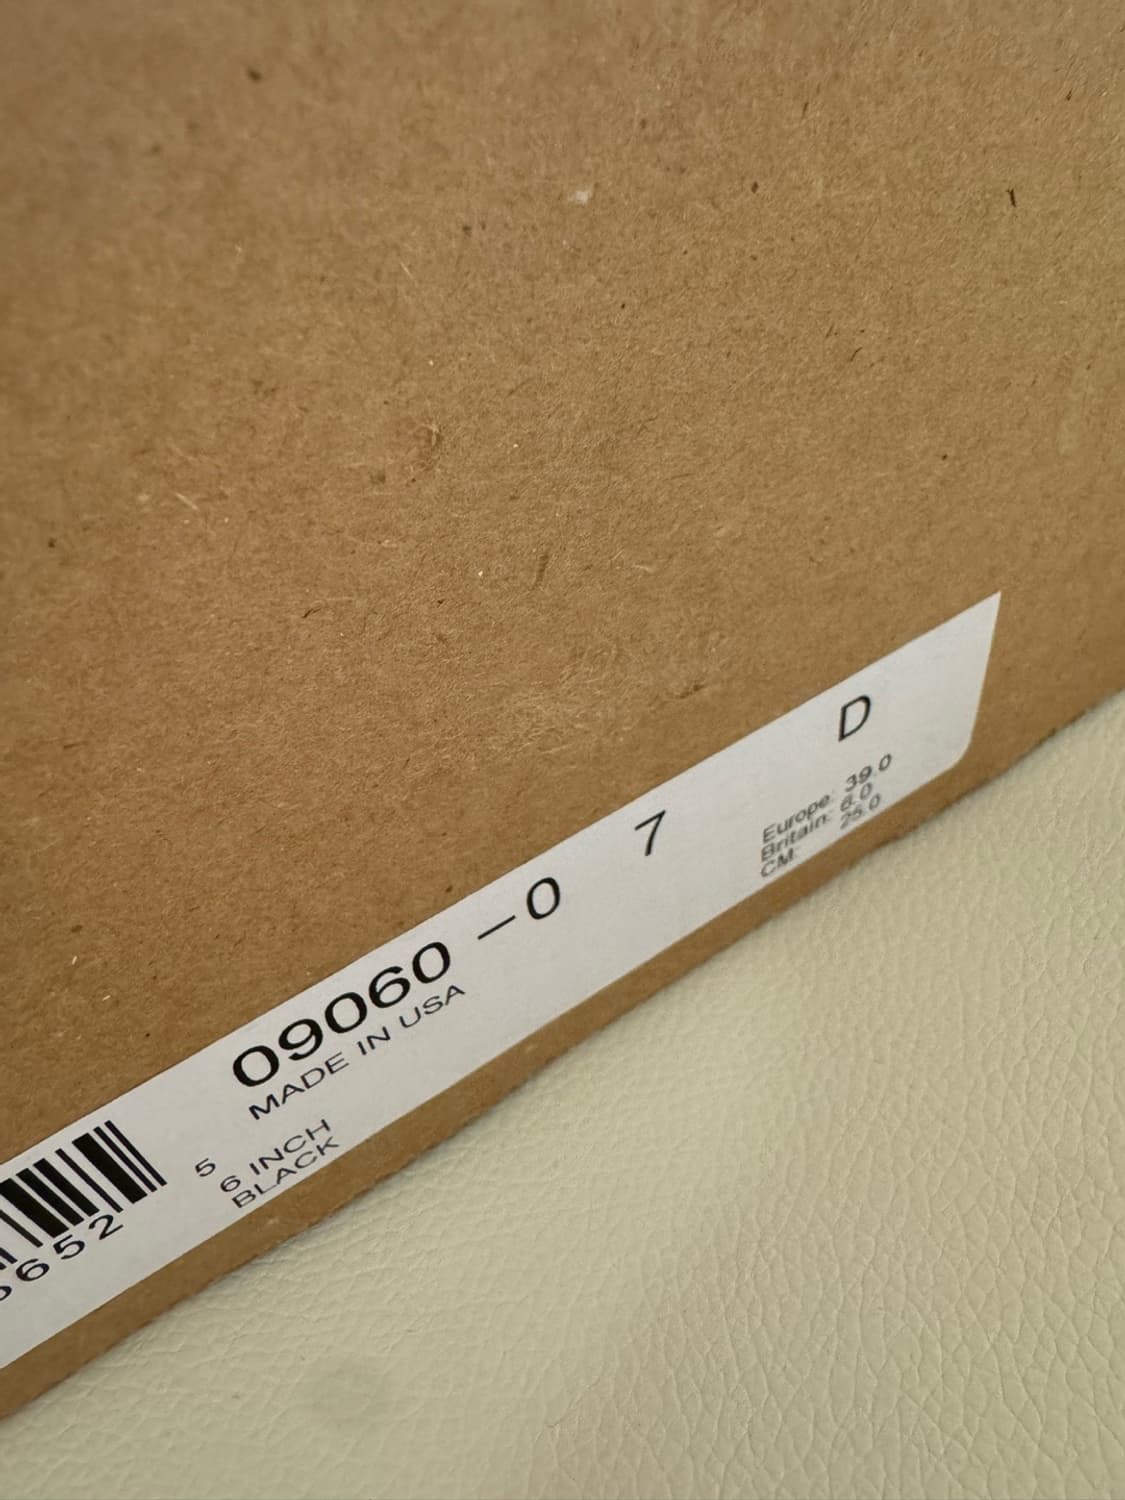 09060 – 0 7 D
MADE IN USA
Europe: 39.0
Britain: 6.0
CM: 25.0
5
6 INCH
BLACK
652